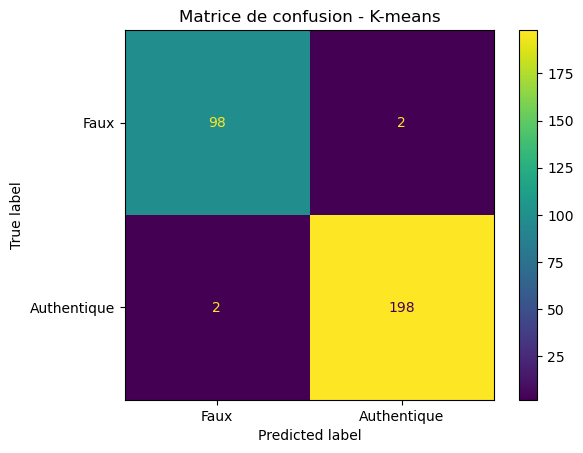 Matrice de confusion - K-means
True label
Faux
98
2
Authentique
2
198
Faux
Authentique
Predicted label
175
150
125
100
75
50
25